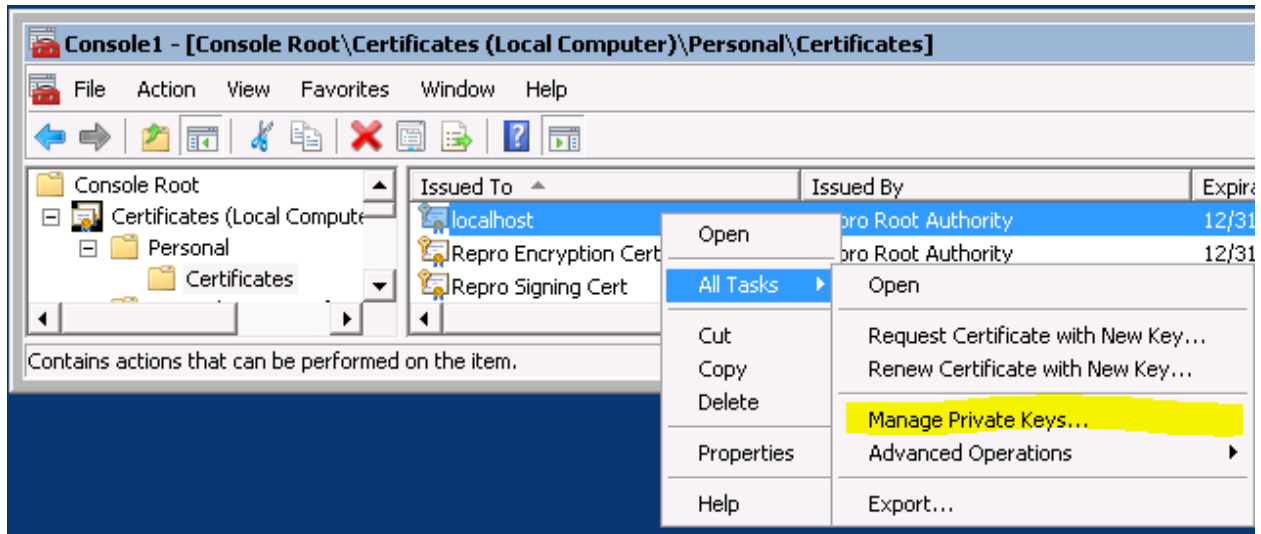 Console1 - [Console Root\Certificates (Local Computer)\Personal\Certificates]
File Action View Favorites Window Help
Console Root
Certificates (Local Compute
Personal
Certificates
Issued To Issued By Expira
localhost pro Root Authority 12/31
Repro Encryption Cert pro Root Authority 12/31
Repro Signing Cert
Contains actions that can be performed on the item.
Open
All Tasks
Cut
Copy
Delete
Properties
Help
Open
Request Certificate with New Key...
Renew Certificate with New Key...
Manage Private Keys...
Advanced Operations
Export...